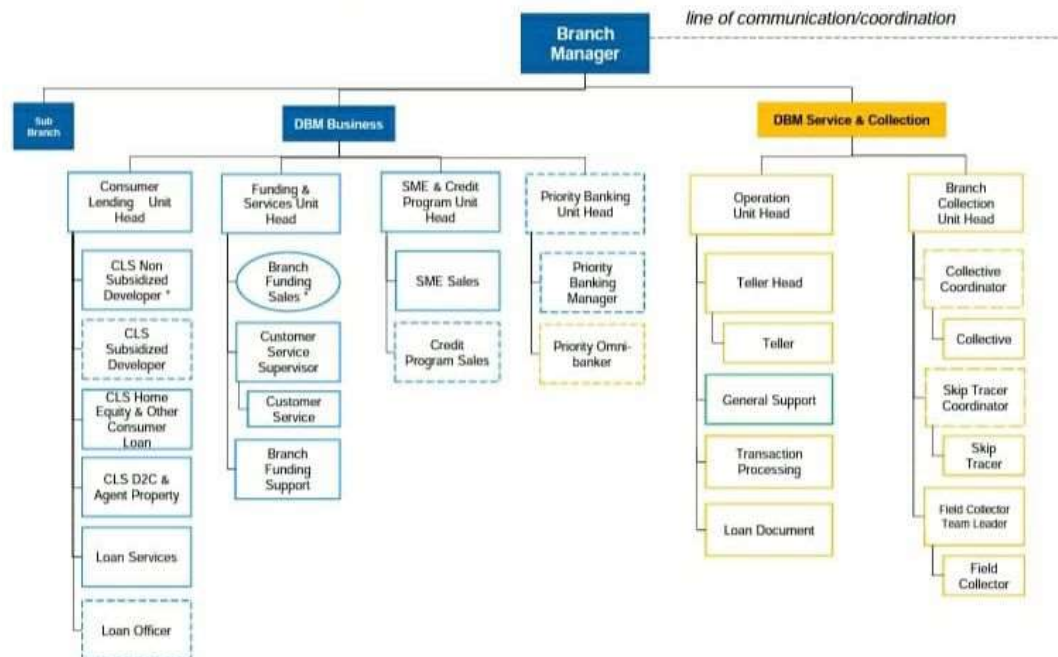 line of communication/coordination
Branch
Manager
Sub
Branch
DBM Business
DBM Service & Collection
Consumer
Lending Unit
Head
Funding &
Services Unit
Head
SME & Credit
Program Unit
Head
Priority Banking
Unit Head
Operation
Unit Head
Branch
Collection
Unit Head
CLS Non
Subsidized
Developer *
CLS
Subsidized
Developer
CLS Home
Equity & Other
Consumer
Loan
CLS D2C &
Agent Property
Loan Services
Loan Officer
Branch
Funding
Sales *
Customer
Service
Supervisor
Customer
Service
Branch
Funding
Support
SME Sales
Credit
Program Sales
Priority
Banking
Manager
Priority Omni-
banker
Teller Head
Teller
General Support
Transaction
Processing
Loan Document
Collective
Coordinator
Collective
Skip Tracer
Coordinator
Skip
Tracer
Field Collector
Team Leader
Field
Collector